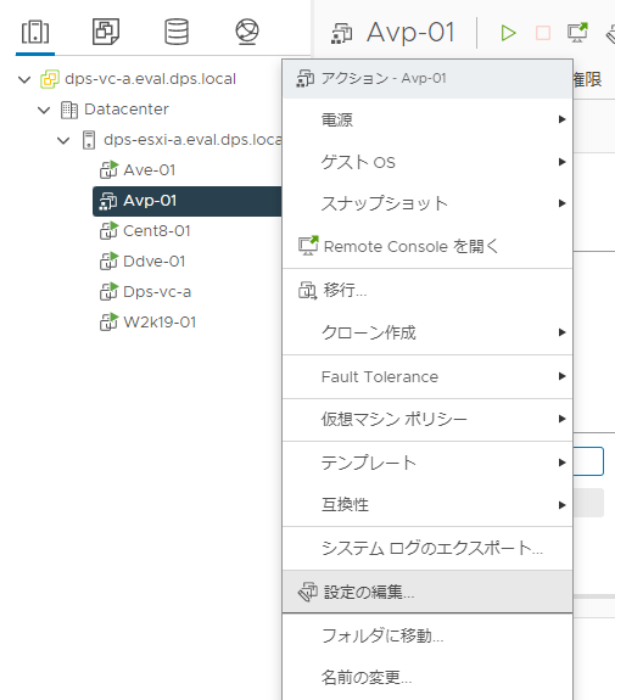 Avp-01
dps-vc-a.eval.dps.local
アクション - Avp-01
権限
Datacenter
電源
dps-esxi-a.eval.dps.loca
Ave-01
ゲスト OS
Avp-01
スナップショット
Cent8-01
Remote Console を開く
Ddve-01
Dps-vc-a
移行...
W2k19-01
クローン作成
Fault Tolerance
仮想マシン ポリシー
テンプレート
互換性
システム ログのエクスポート...
設定の編集...
フォルダに移動...
名前の変更...